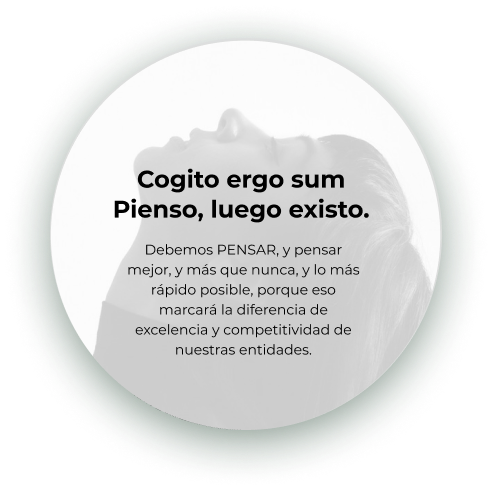 Cogito ergo sum
Pienso, luego existo.
Debemos PENSAR, y pensar
mejor, y más que nunca, y lo más
rápido posible, porque eso
marcará la diferencia de
excelencia y competitividad de
nuestras entidades.